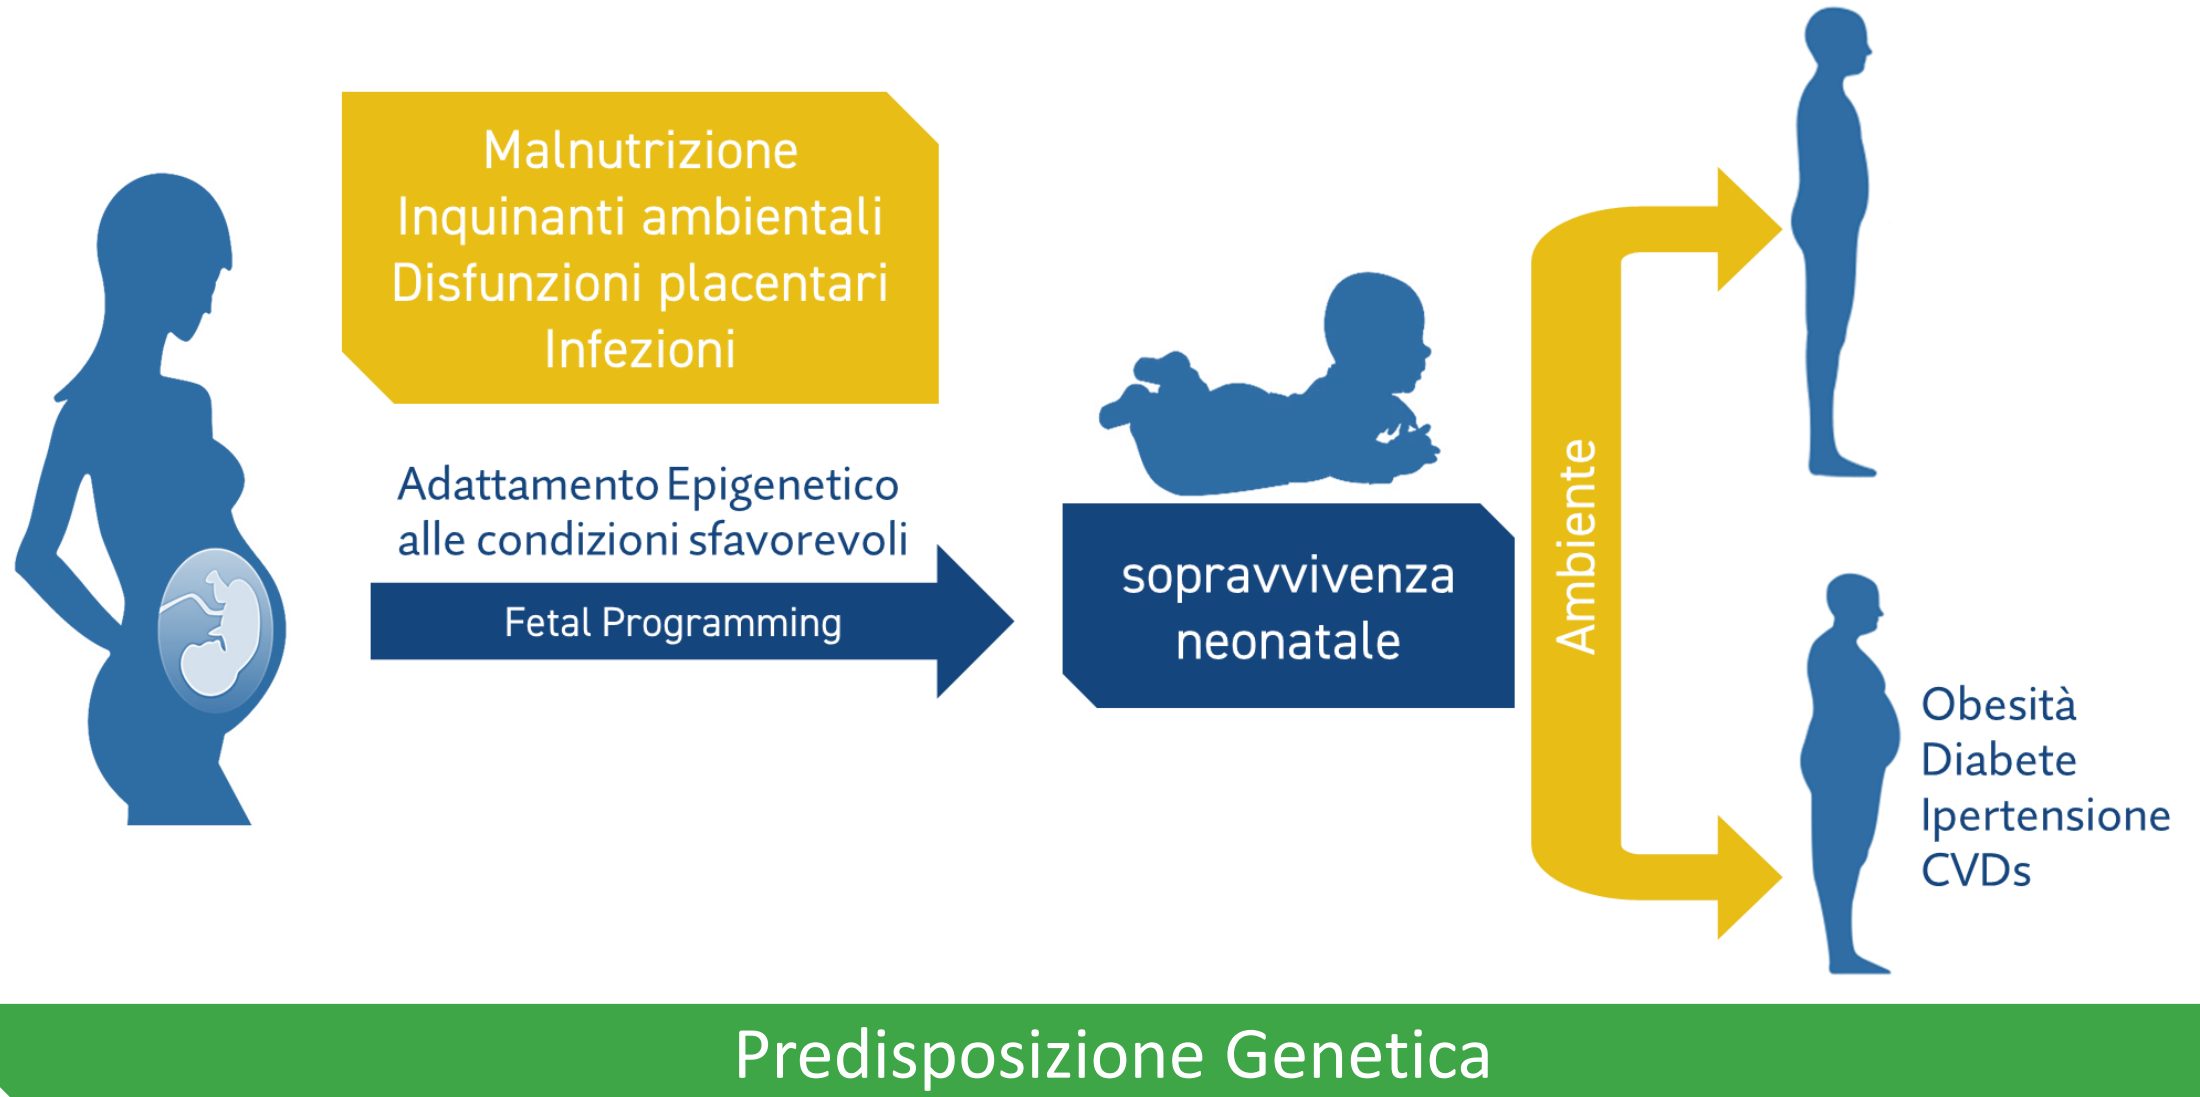 Malnutrizione
Inquinanti ambientali
Disfunzioni placentari
Infezioni
Adattamento Epigenetico
alle condizioni sfavorevoli
Fetal Programming
sopravvivenza
neonatale
Ambiente
Obesità
Diabete
Ipertensione
CVDs
Predisposizione Genetica